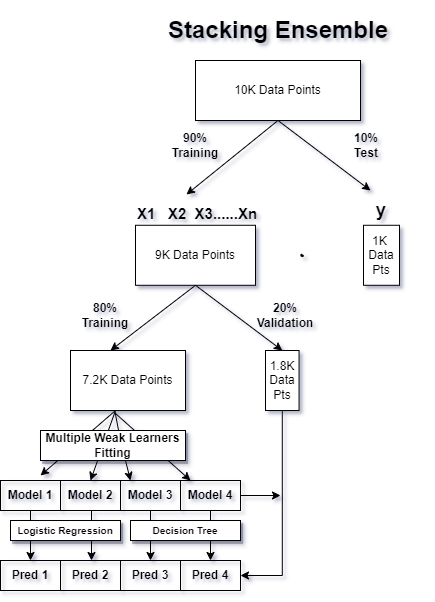 Stacking Ensemble
10K Data Points
90%
Training
10%
Test
X1 X2 X3......Xn
y
9K Data Points
1K
Data
Pts
80%
Training
20%
Validation
7.2K Data Points
1.8K
Data
Pts
Multiple Weak Learners
Fitting
Model 1 Model 2 Model 3 Model 4
Logistic Regression Decision Tree
Pred 1 Pred 2 Pred 3 Pred 4